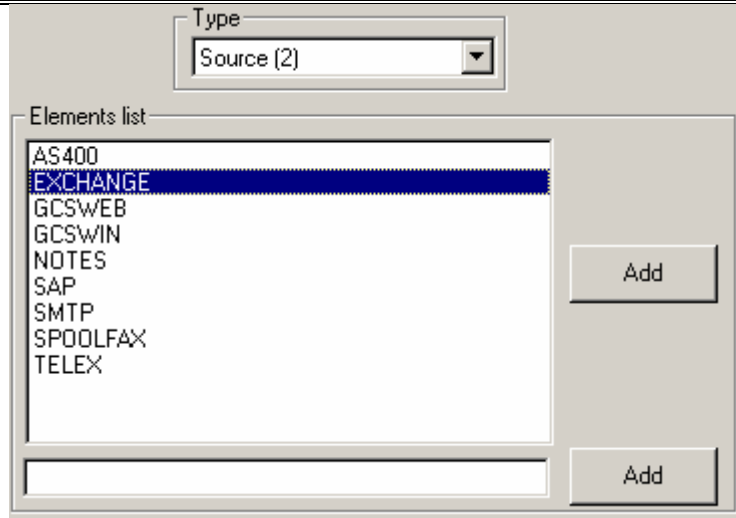 Type
Source (2)
Elements list
AS400
EXCHANGE
GCSWEB
GCSWIN
NOTES
SAP
SMTP
SPOOLFAX
TELEX
Add
Add